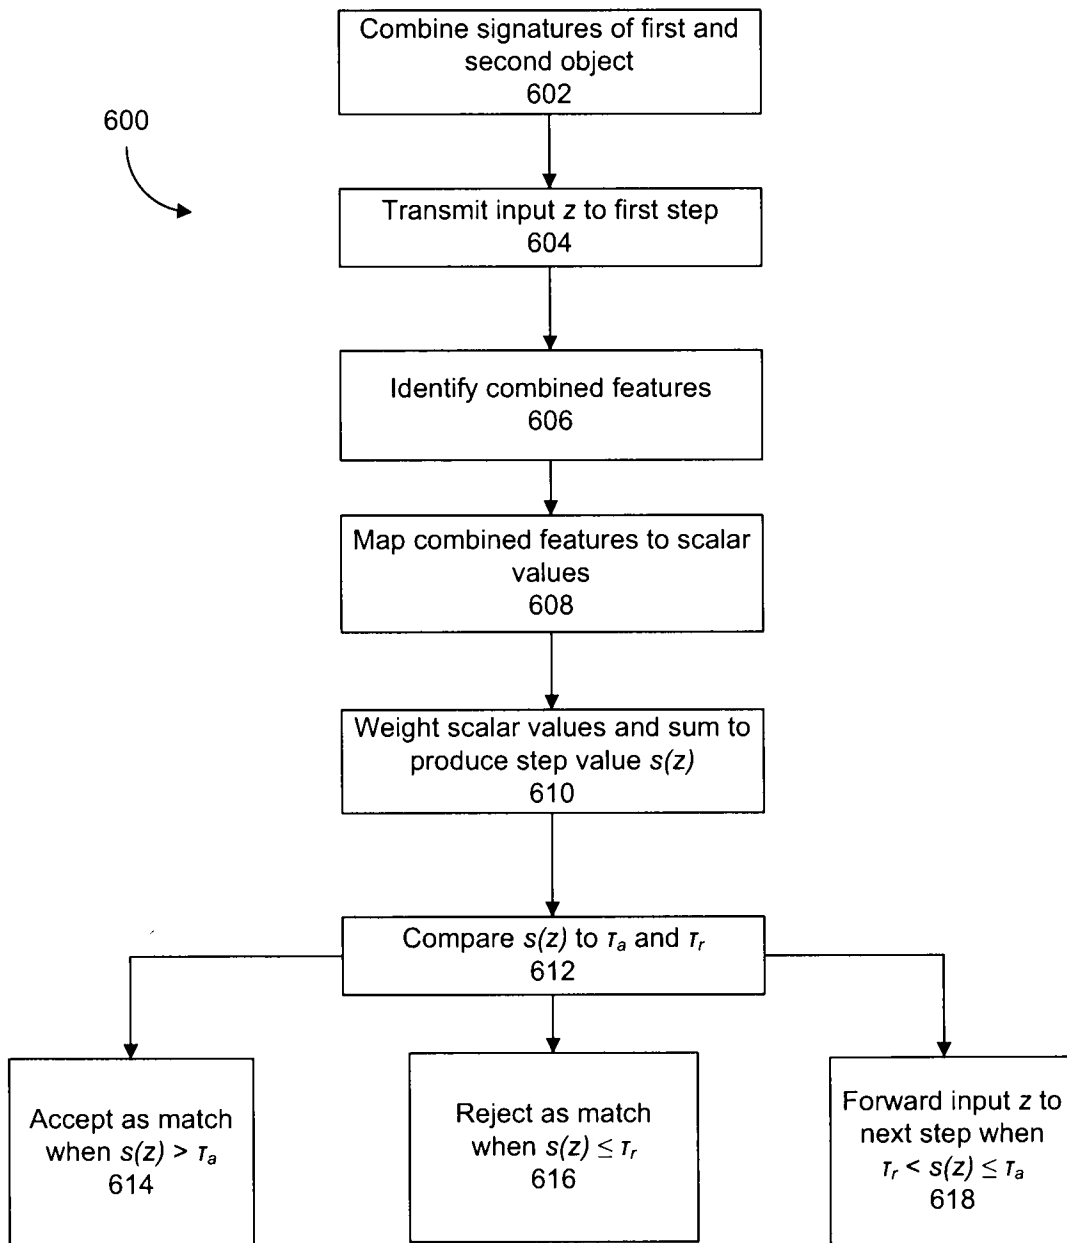 Combine signatures of first and
second object
602
600
Transmit input z to first step
604
Identify combined features
606
Map combined features to scalar
values
608
Weight scalar values and sum to
produce step value s(z)
610
Compare s(z) to τa and τr
612
Accept as match
when s(z) > τa
614
Reject as match
when s(z) ≤ τr
616
Forward input z to
next step when
τr < s(z) ≤ τa
618